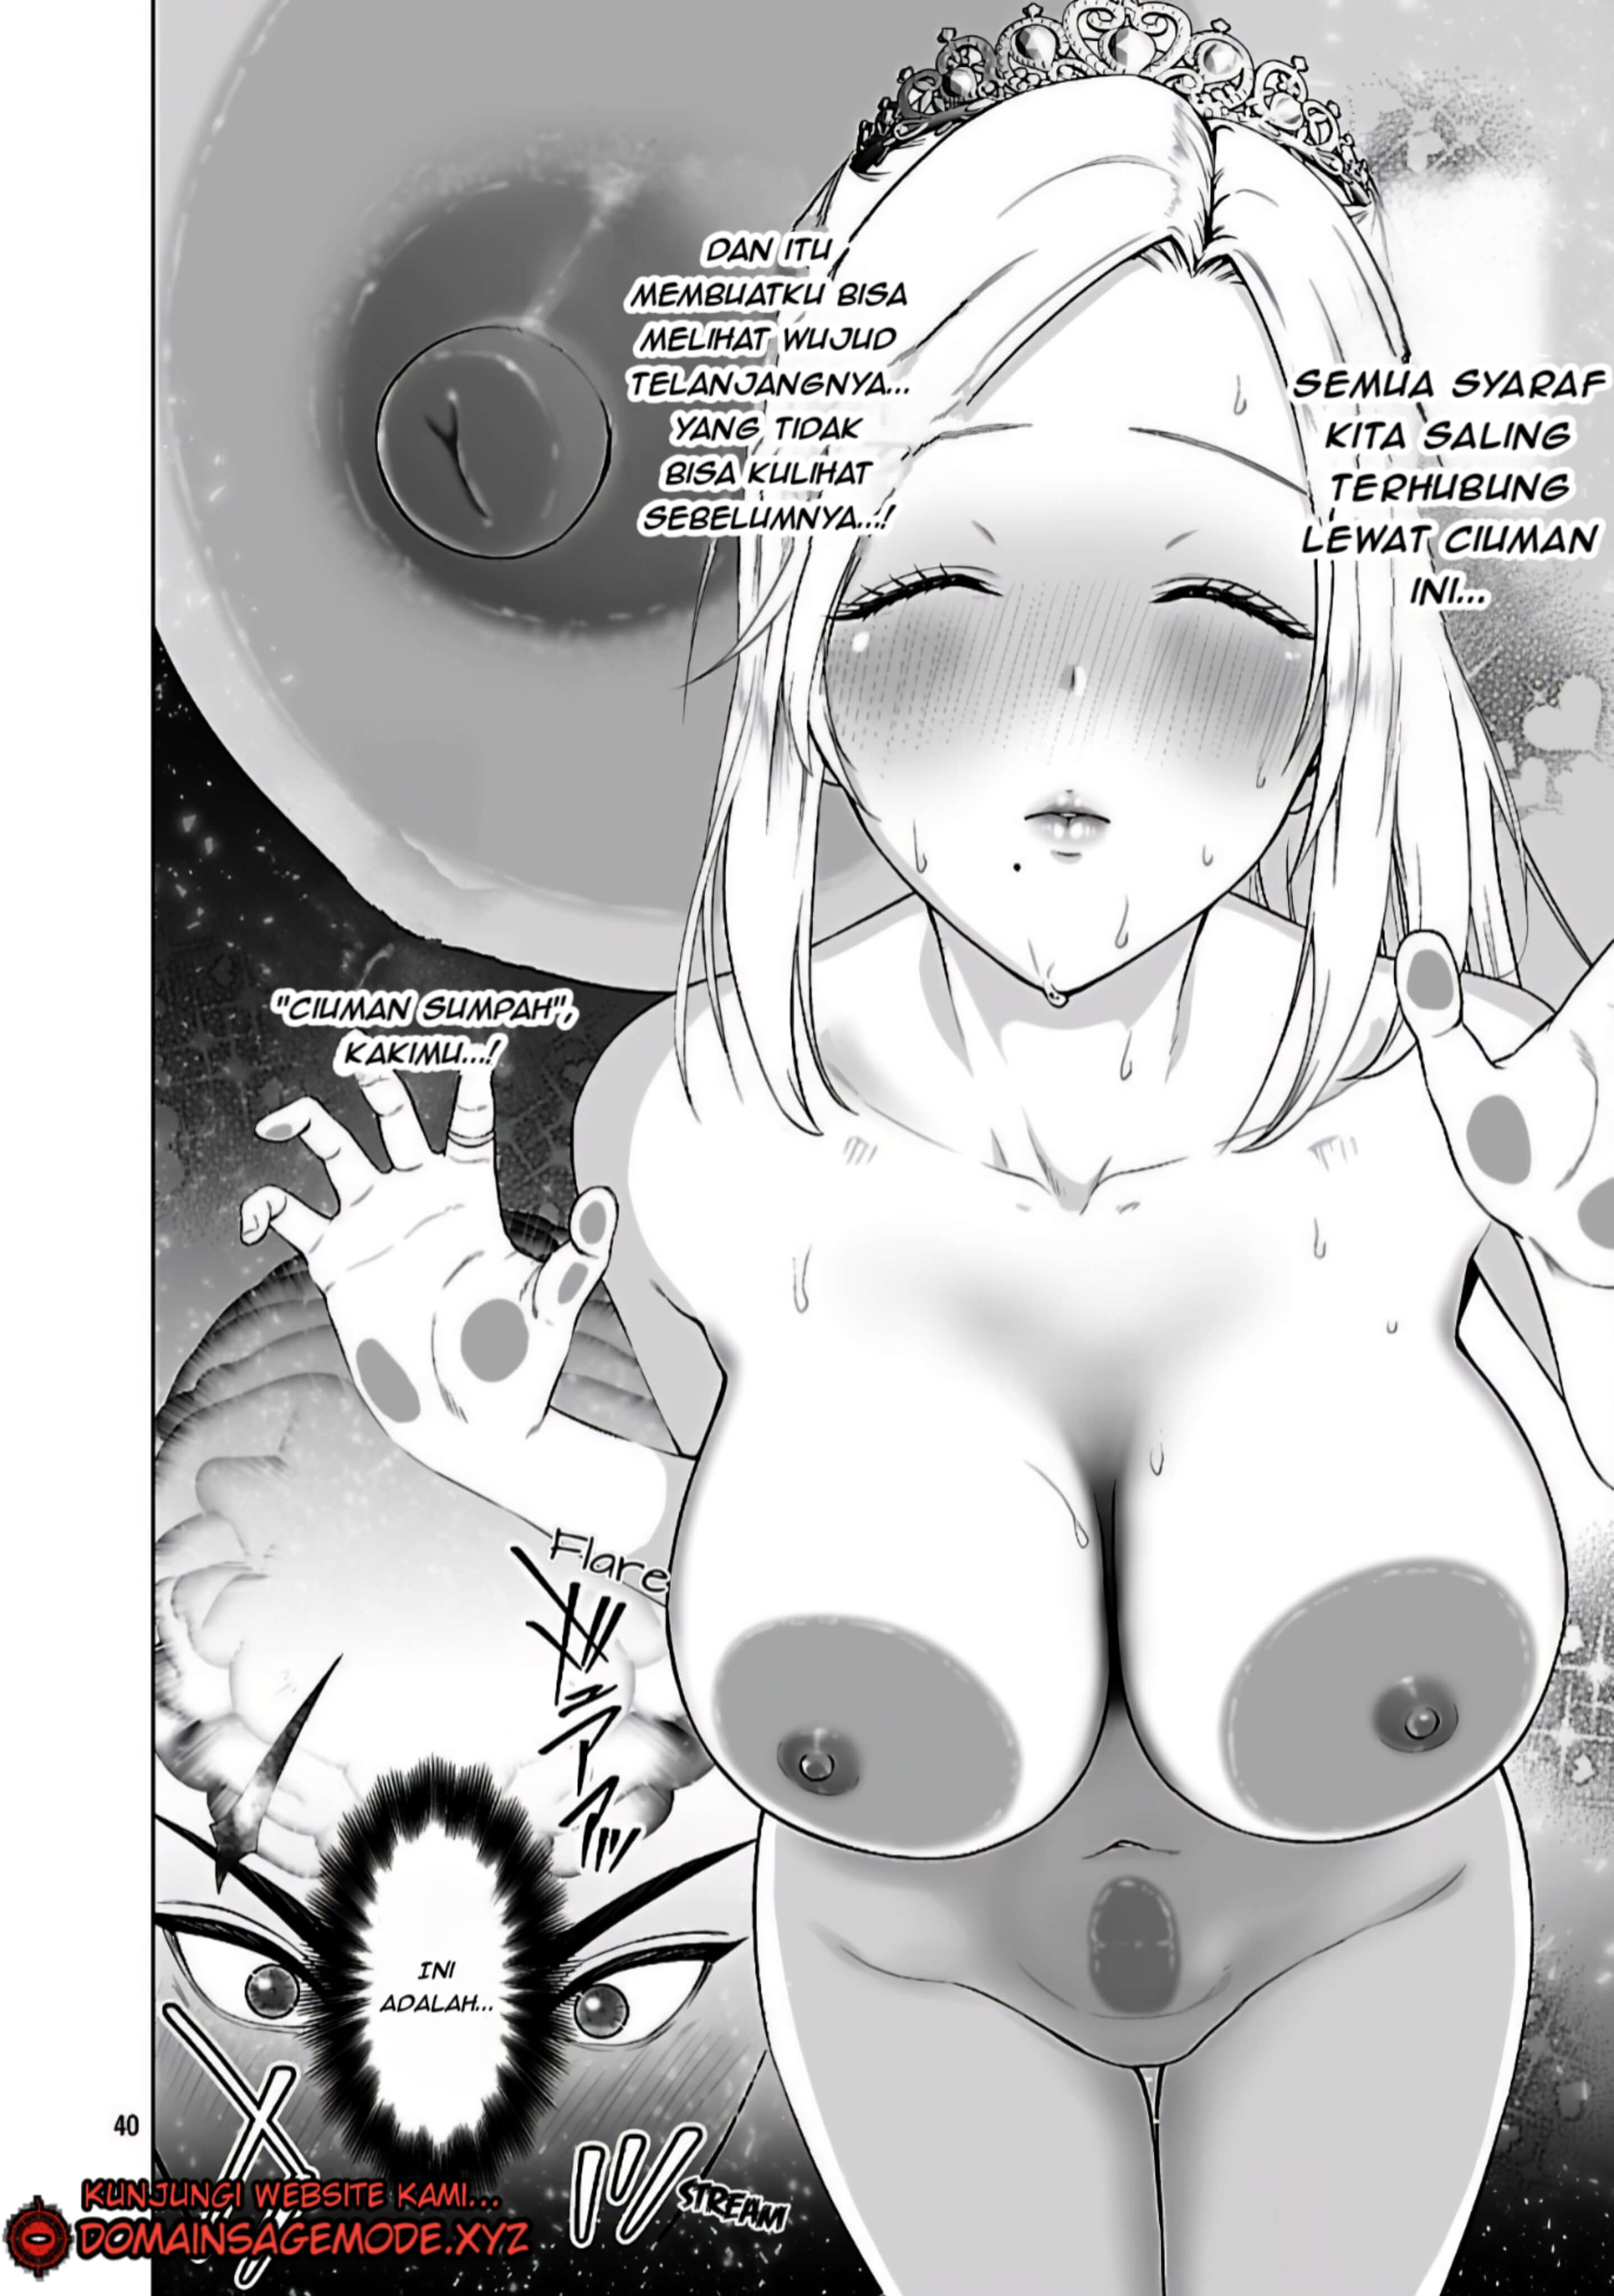 SEMUA SYARAF
KITA SALING
TERHUBUNG
LEWAT CIUMAN
INI...
DAN ITU
MEMBUATKU BISA
MELIHAT WUJUD
TELANJANGNYA...
YANG TIDAK
BISA KULIHAT
SEBELUMNYA...!
"CIUMAN SUMPAH",
KAKIMU...!
Flare
INI
ADALAH...
STREAM
40
KUNJUNGI WEBSITE KAMI...
DOMAINSAGEMODE.XYZ